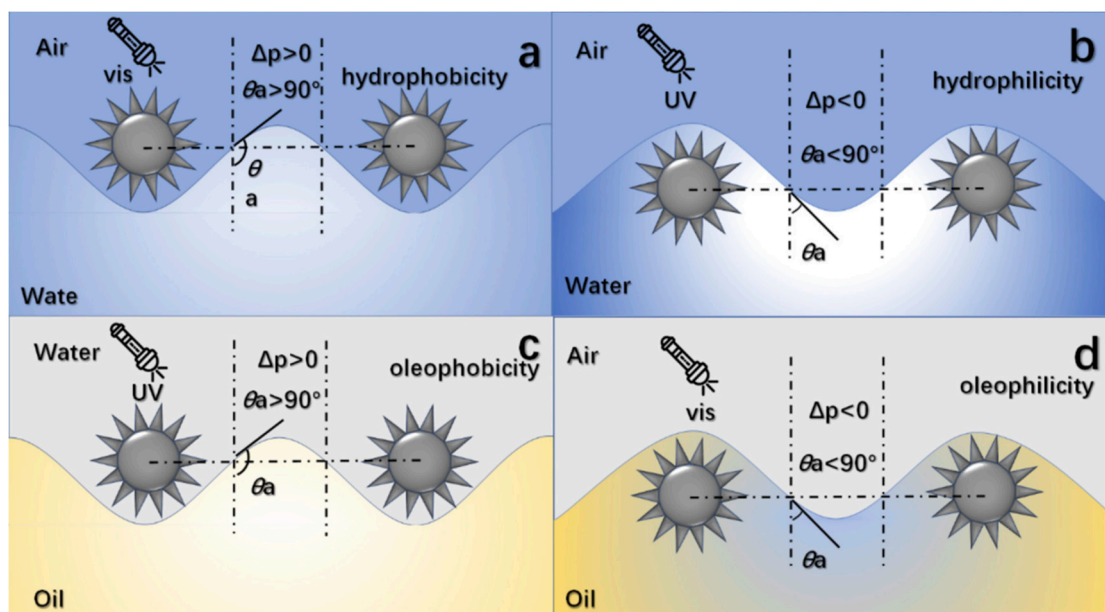 Air
vis
Δp>0
θa>90°
hydrophobicity
a
θ
a
Wate
Air
UV
Δp<0
θa<90°
hydrophilicity
b
θa
Water
Water
UV
Δp>0
θa>90°
oleophobicity
c
θa
Oil
Air
vis
Δp<0
θa<90°
oleophilicity
d
θa
Oil